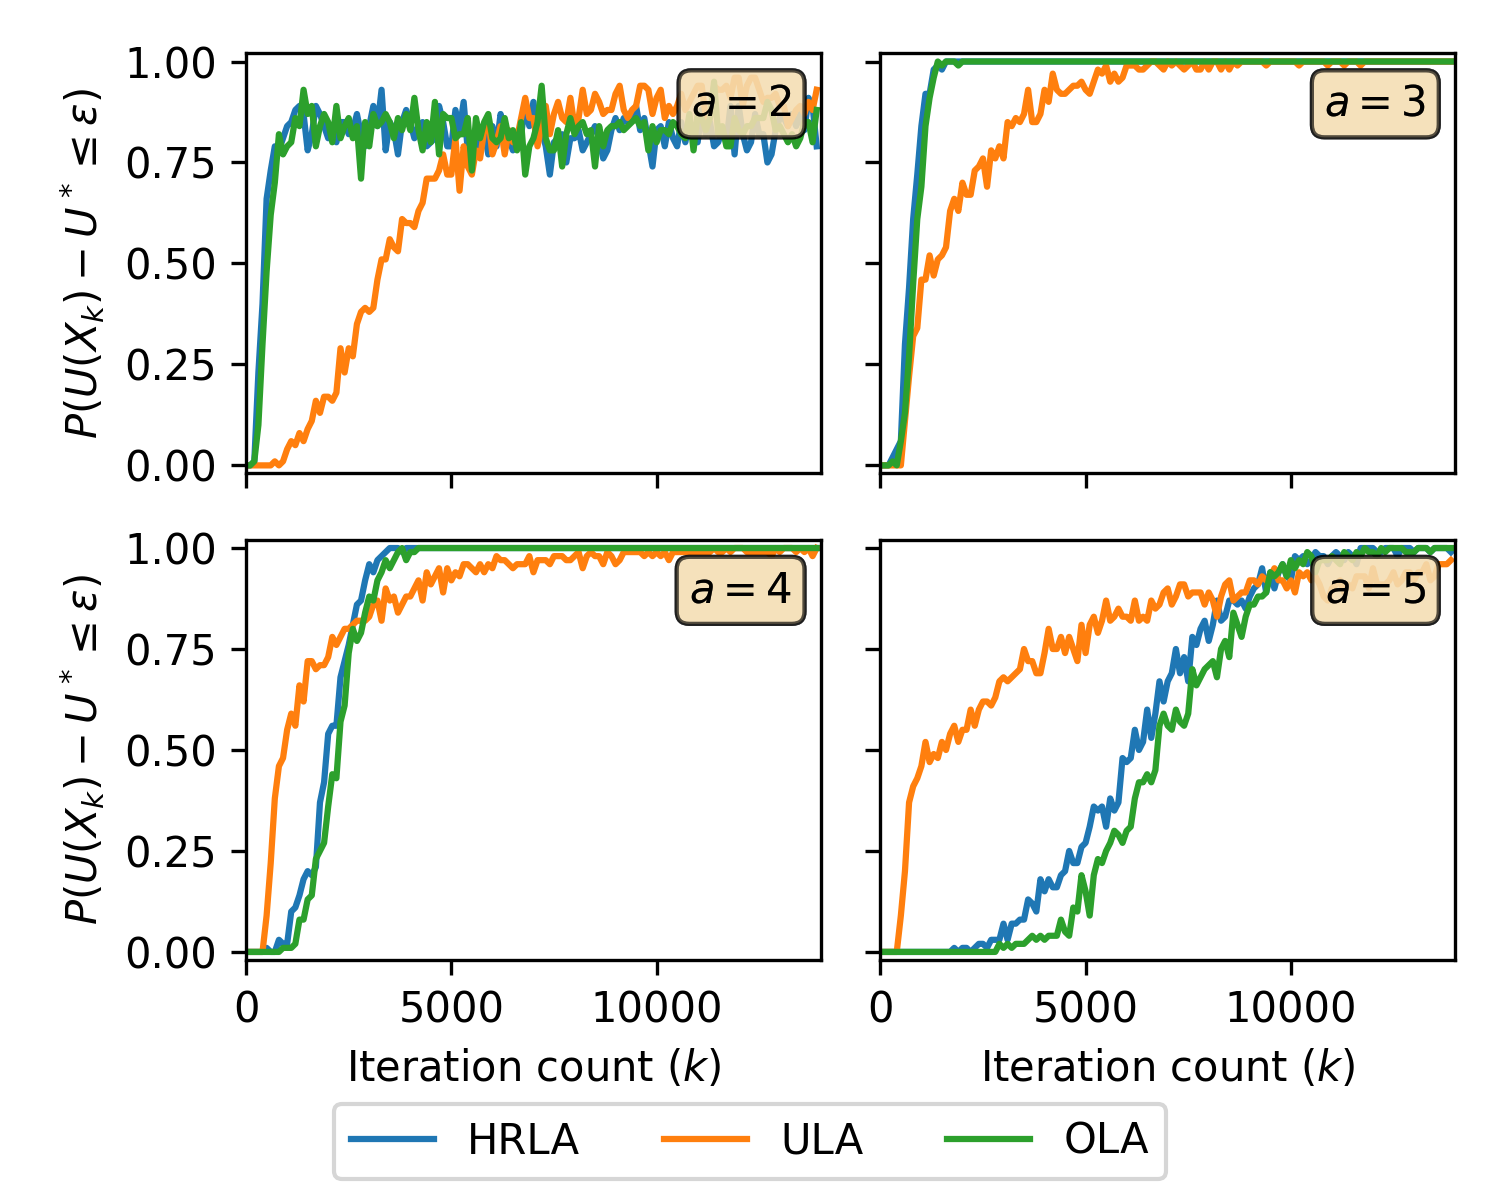 1.00
0.75
0.50
0.25
0.00
P(U(X_k) − U* ≤ ε)
a = 2
a = 3
1.00
0.75
0.50
0.25
0.00
P(U(X_k) − U* ≤ ε)
a = 4
a = 5
0 5000 10000
0 5000 10000
Iteration count (k)
Iteration count (k)
HRLA ULA OLA